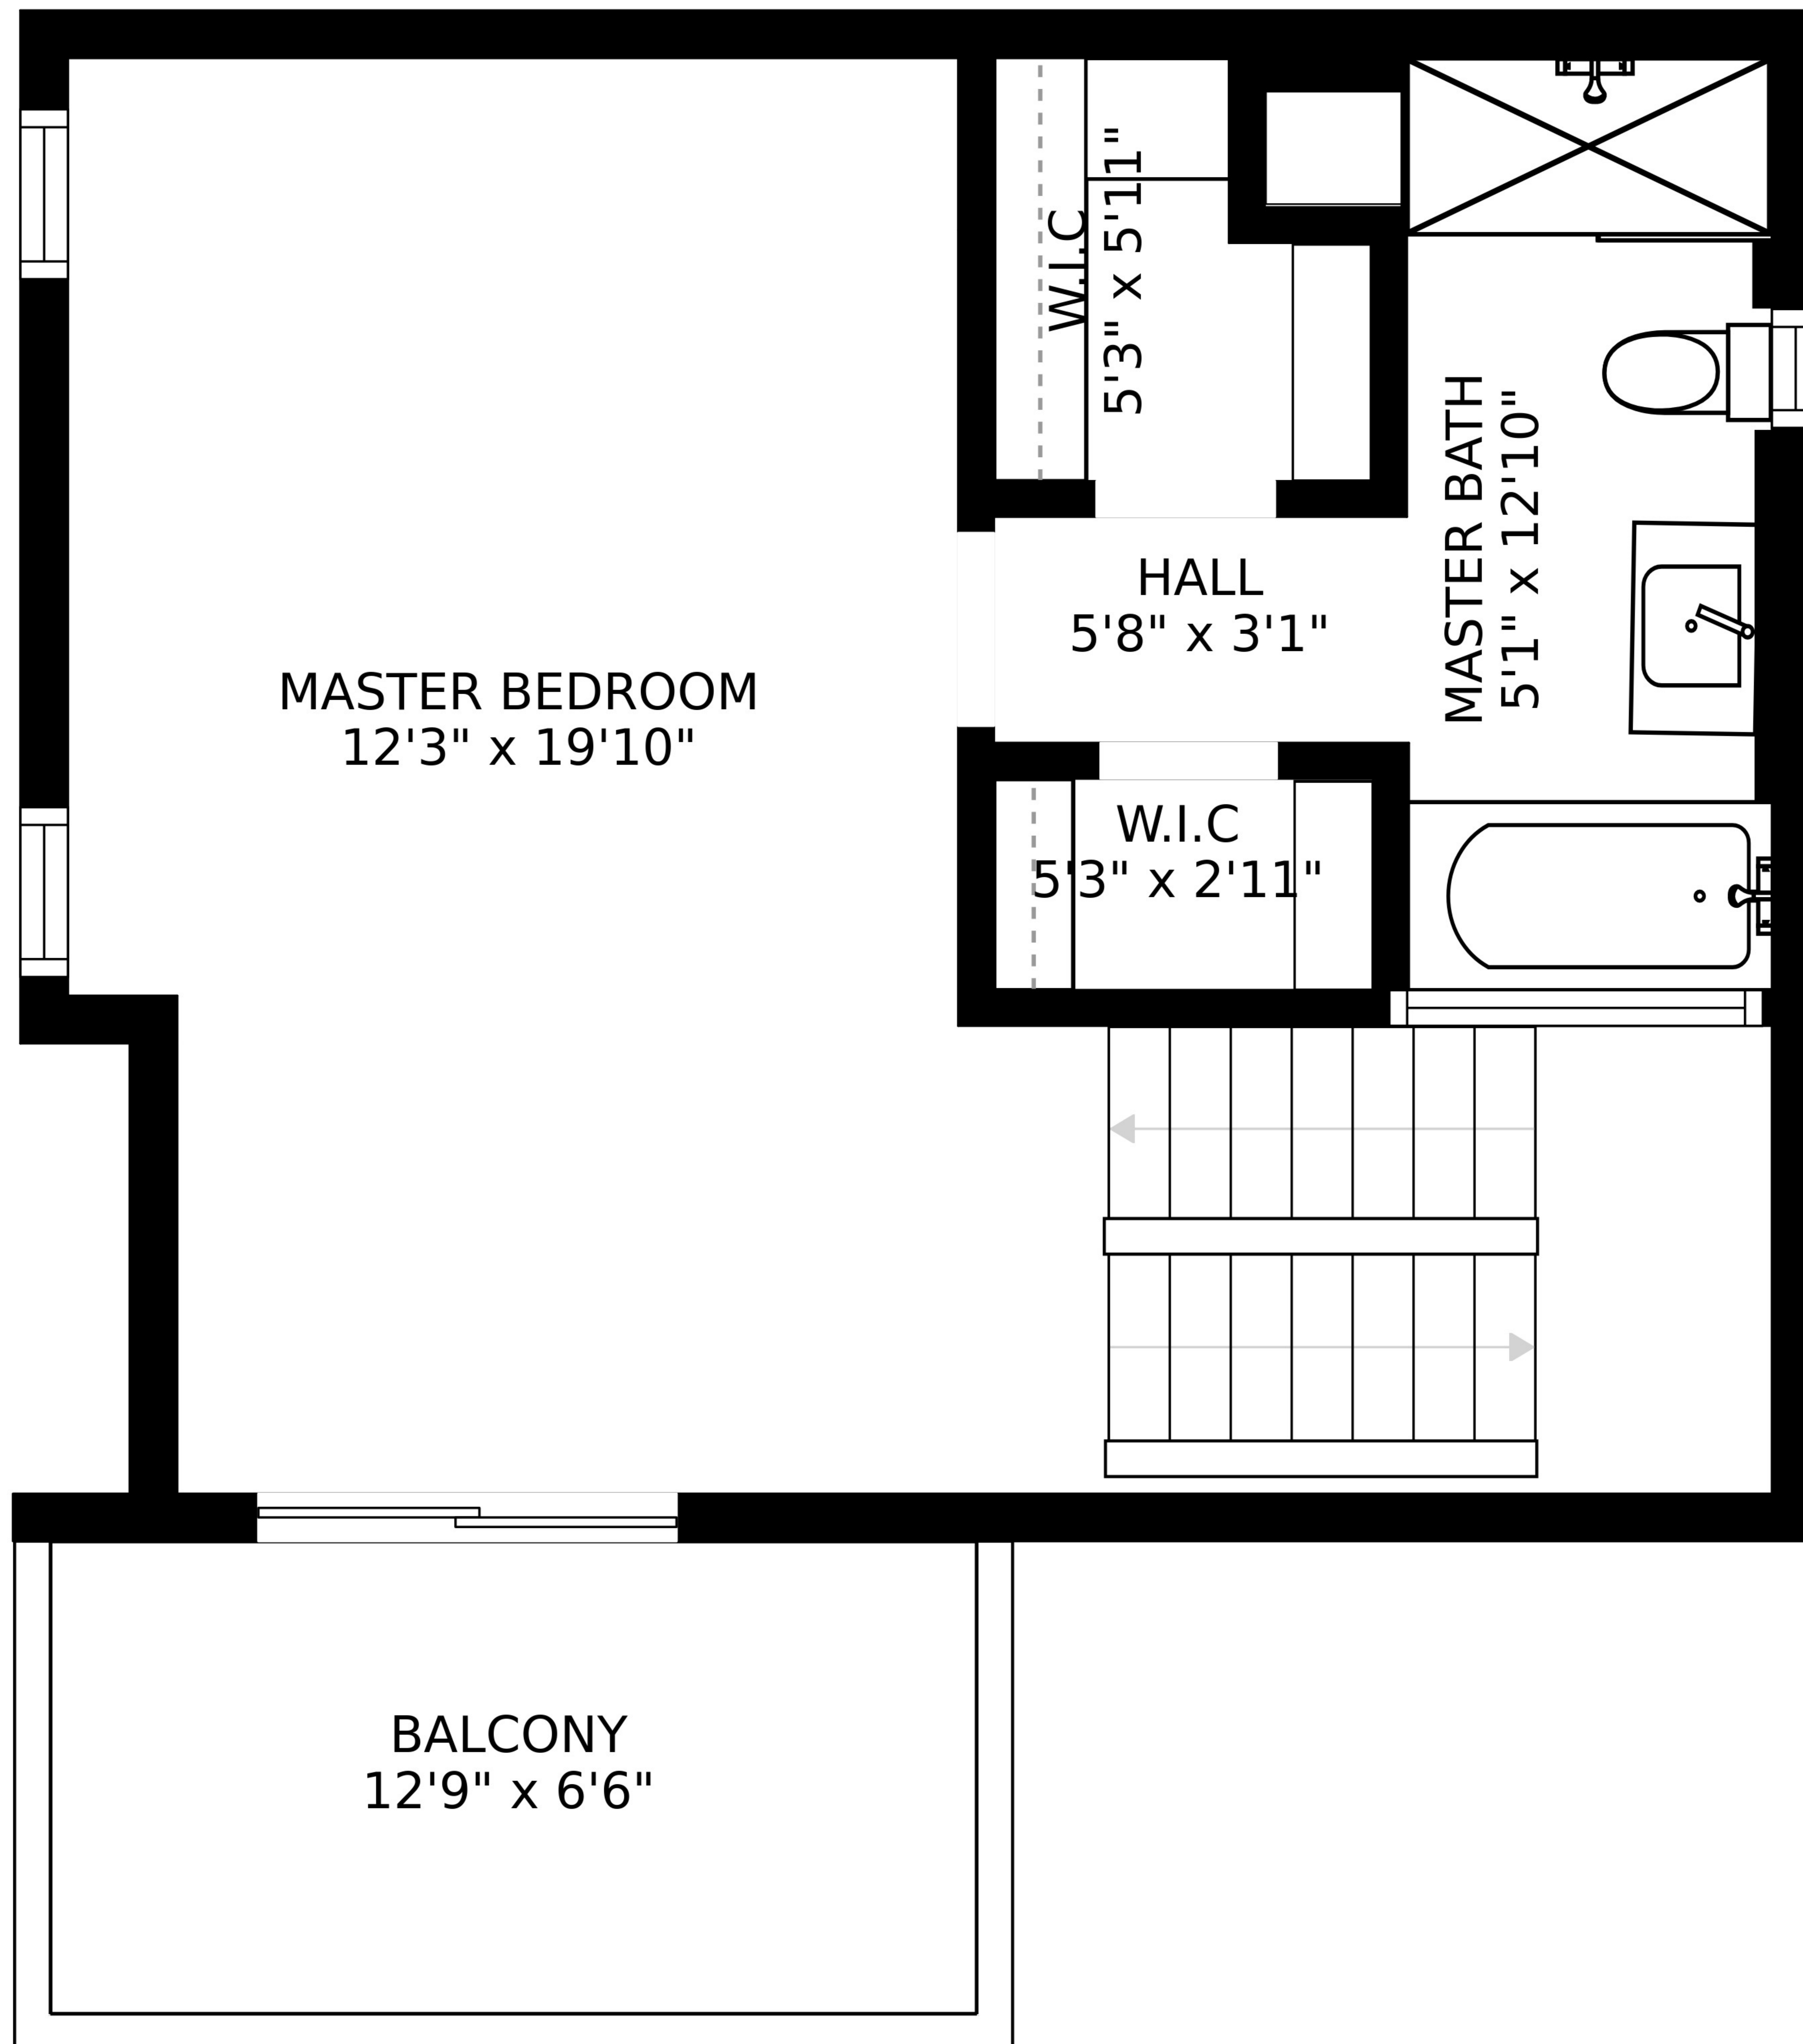 W.I.C
5'3" x 5'11"
MASTER BATH
5'1" x 12'10"
HALL
5'8" x 3'1"
MASTER BEDROOM
12'3" x 19'10"
W.I.C
5'3" x 2'11"
BALCONY
12'9" x 6'6"